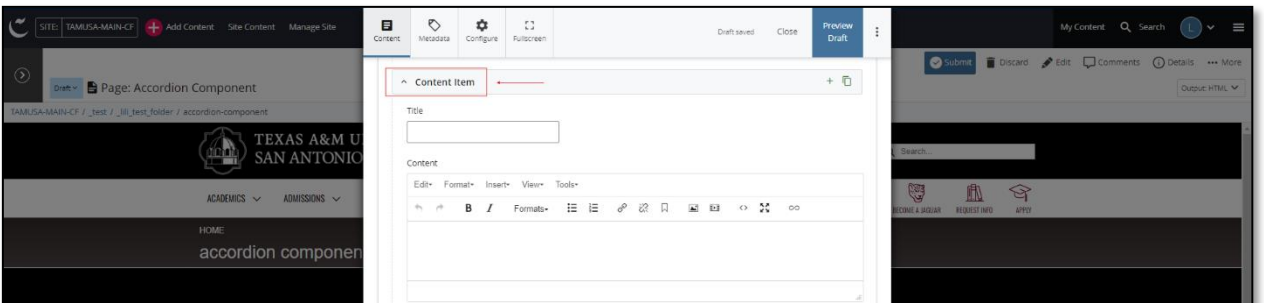 SITE: TAMUSA-MAIN-CF Add Content Site Content Manage Site
My Content Search L
Content Metadata Configure Fullscreen Draft saved Close Preview Draft
Submit Discard Edit Comments Details More
Draft Page: Accordion Component
Output: HTML
TAMUSA-MAIN-CF / _test / _lili_test_folder / accordion-component
Content Item
Title
TEXAS A&M U
SAN ANTONIO
Search...
Content
Edit Format Insert View Tools
B I Formats
ACADEMICS ADMISSIONS
BECOME A JAGUAR REQUEST INFO APPLY
HOME
accordion componen